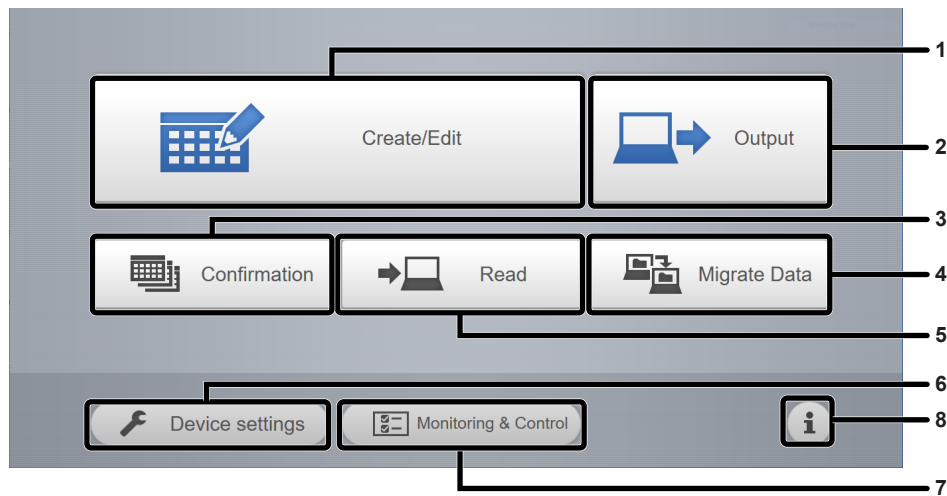 1
Create/Edit
Output
2
3
Confirmation
Read
Migrate Data
4
5
6
Device settings
Monitoring & Control
i
8
7